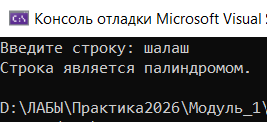 Консоль отладки Microsoft Visual
Введите строку: шалаш
Строка является палиндромом.
D:\ЛАБЫ\Практика2026\Модуль_1\